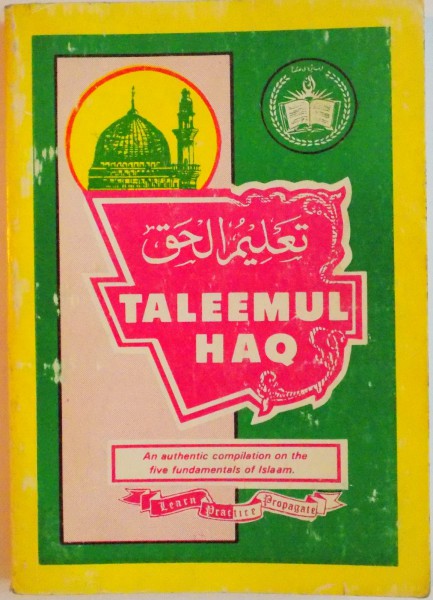 تعليم الحق
TALEEMUL
HAQ
An authentic compilation on the
five fundamentals of Islaam.
Learn Practice Propagate